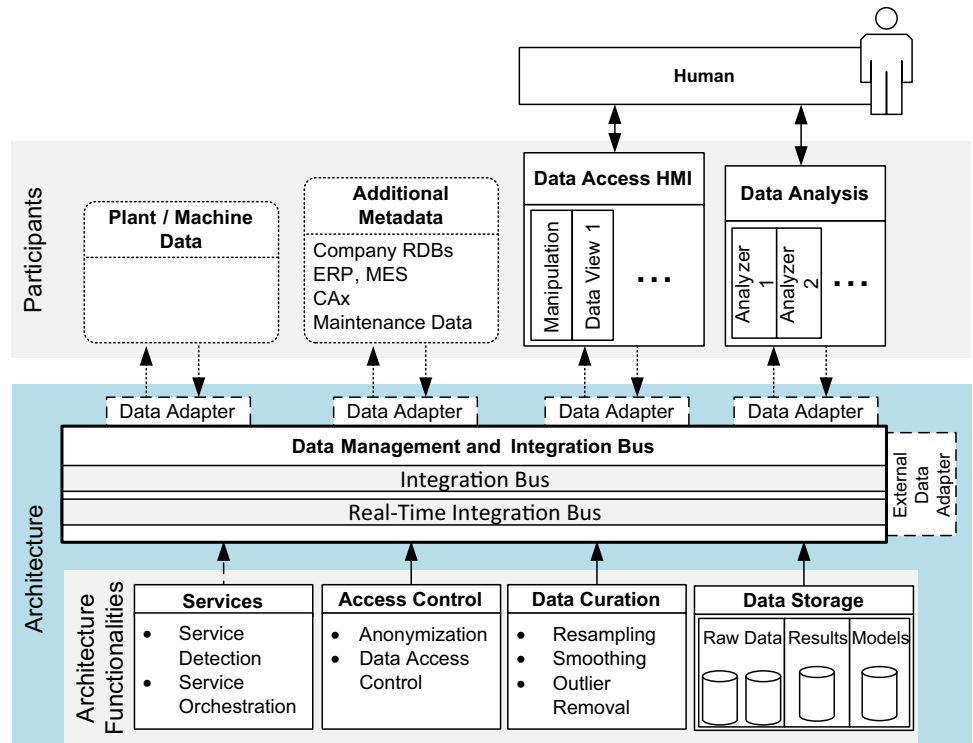 Human
Participants
Plant / Machine
Data
Additional
Metadata
Company RDBs
ERP, MES
CAx
Maintenance Data
Data Access HMI
Manipulation
Data View 1
...
Data Analysis
Analyzer
1
Analyzer
2
...
Architecture
Data Adapter
Data Adapter
Data Adapter
Data Adapter
Data Management and Integration Bus
Integration Bus
Real-Time Integration Bus
External
Data
Adapter
Architecture
Functionalities
Services
• Service
Detection
• Service
Orchestration
Access Control
• Anonymization
• Data Access
Control
Data Curation
• Resampling
• Smoothing
• Outlier
Removal
Data Storage
Raw Data
Results
Models